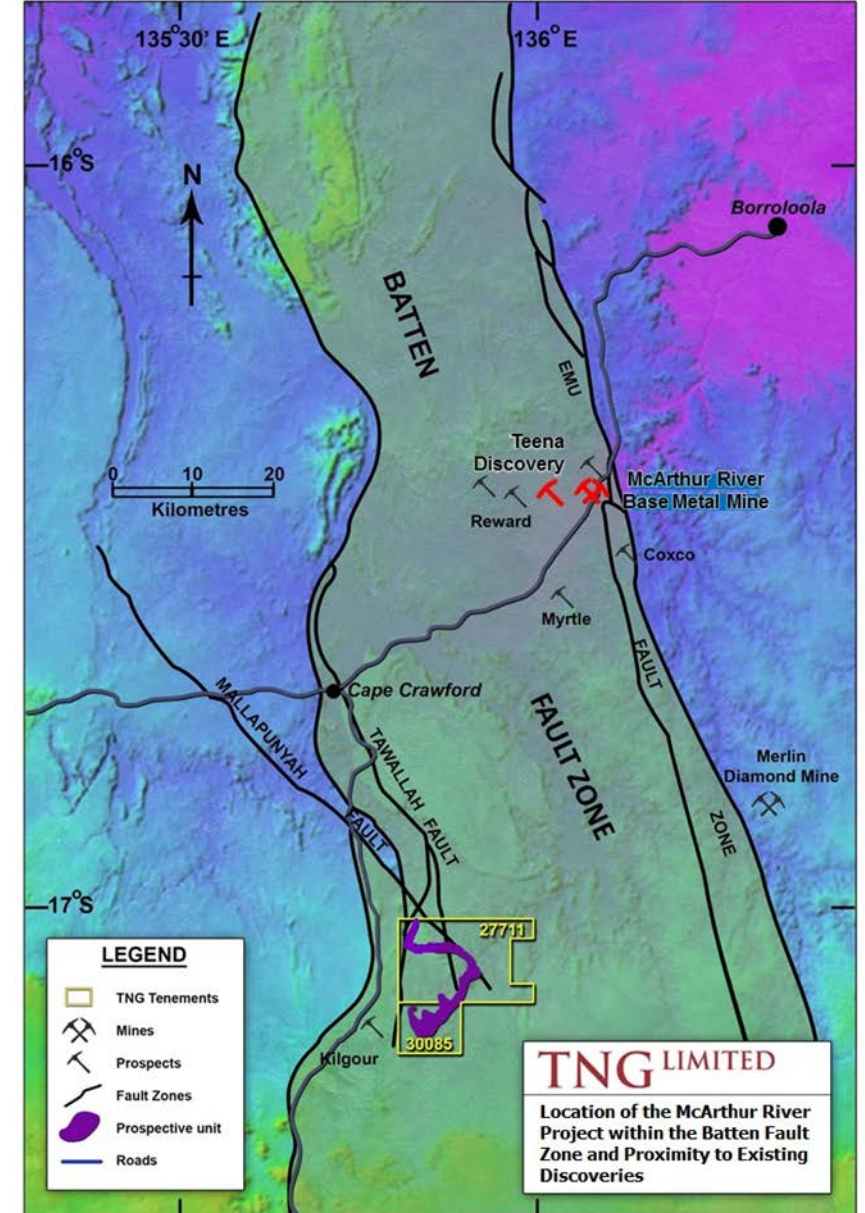 135°30' E
136°E
16°S
N
Borroloola
BATTEN
EMU
Teena
Discovery
McArthur River
Base Metal Mine
0 10 20
Kilometres
Reward
Coxco
Myrtle
FAULT
Cape Crawford
MALLAPUNYAH
FAULT
TAWALLAH FAULT
FAULT ZONE
Merlin
Diamond Mine
ZONE
17°S
27711
30085
Kilgour
LEGEND
TNG Tenements
Mines
Prospects
Fault Zones
Prospective unit
Roads
TNG LIMITED
Location of the McArthur River
Project within the Batten Fault
Zone and Proximity to Existing
Discoveries